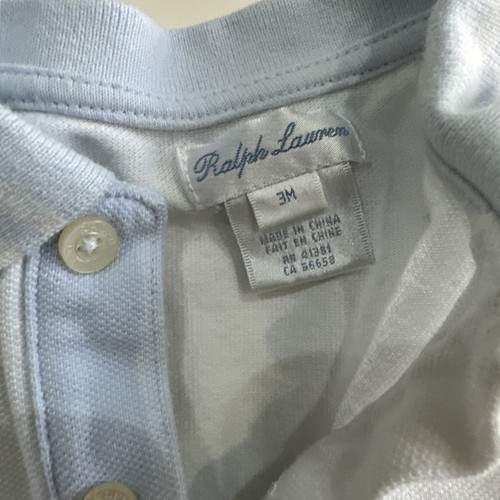 Ralph Lauren
3M
MADE IN CHINA
FAIT EN CHINE
RN 41381
CA 56658